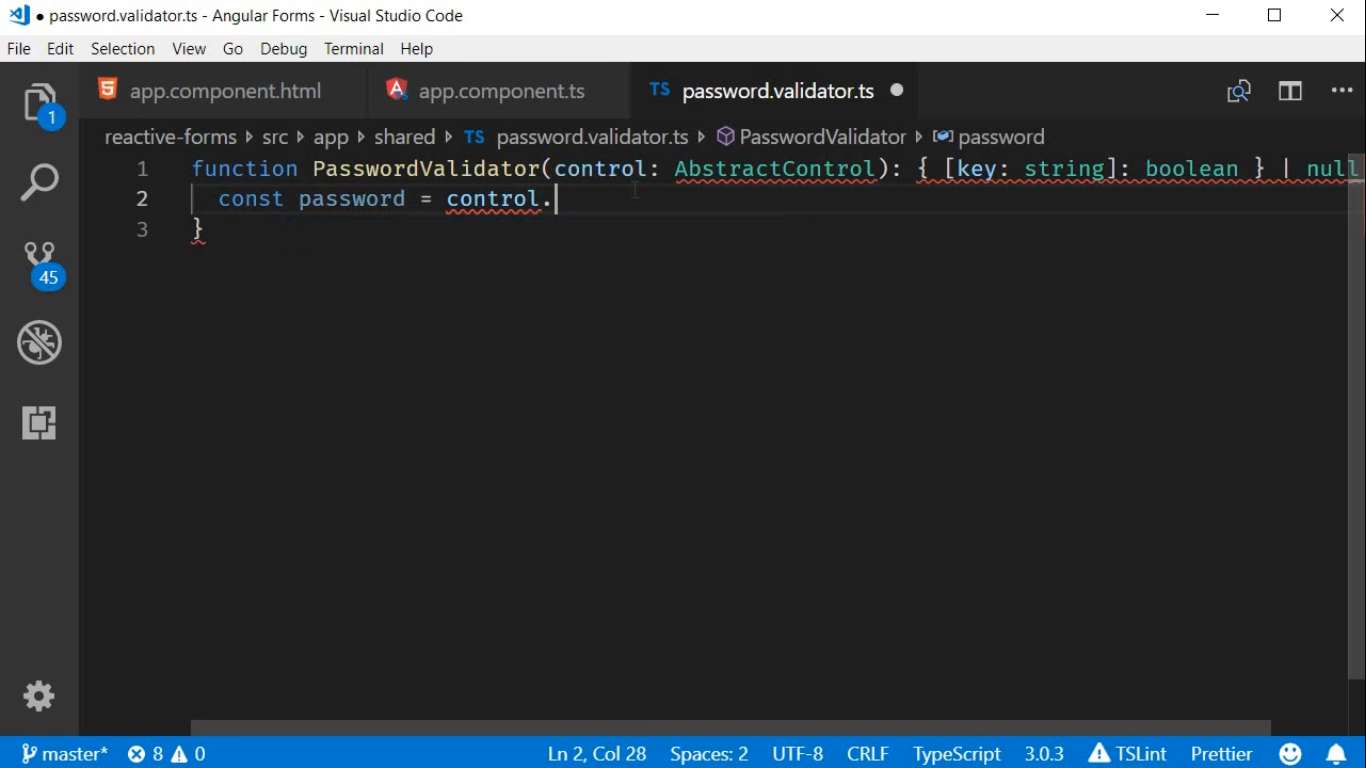 ● password.validator.ts - Angular Forms - Visual Studio Code
File Edit Selection View Go Debug Terminal Help
app.component.html app.component.ts TS password.validator.ts ●
1
reactive-forms src app shared TS password.validator.ts PasswordValidator password
1 function PasswordValidator(control: AbstractControl): { [key: string]: boolean } | null
2 const password = control.
3 }
45
master* 8 0 Ln 2, Col 28 Spaces: 2 UTF-8 CRLF TypeScript 3.0.3 TSLint Prettier